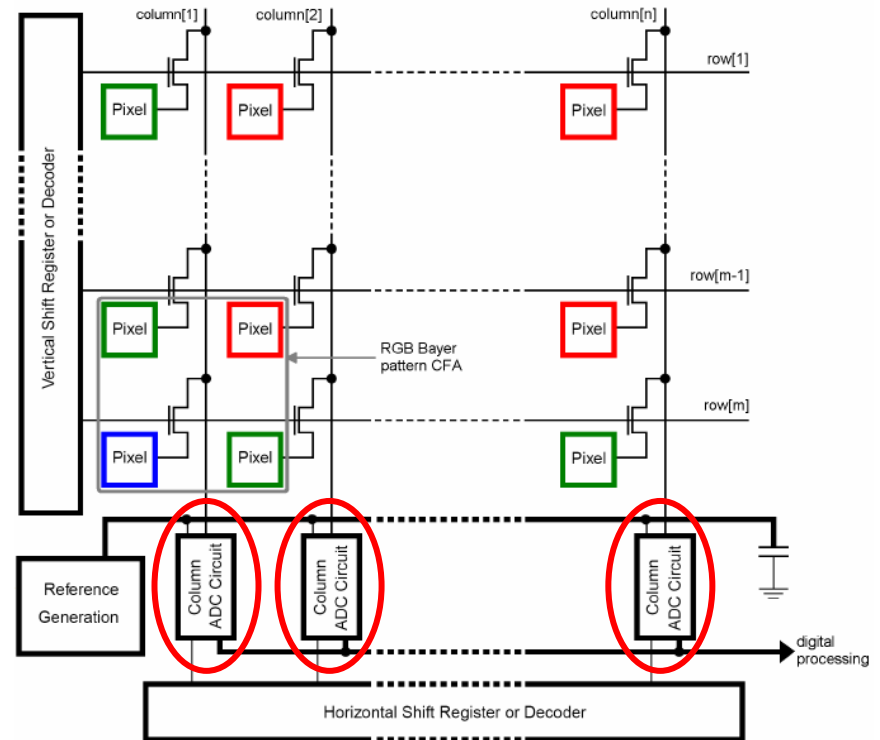 column[1]
column[2]
column[n]
row[1]
Pixel
Pixel
Pixel
Vertical Shift Register or Decoder
row[m-1]
Pixel
Pixel
Pixel
RGB Bayer
pattern CFA
row[m]
Pixel
Pixel
Pixel
Reference
Generation
Column
ADC Circuit
Column
ADC Circuit
Column
ADC Circuit
digital
processing
Horizontal Shift Register or Decoder